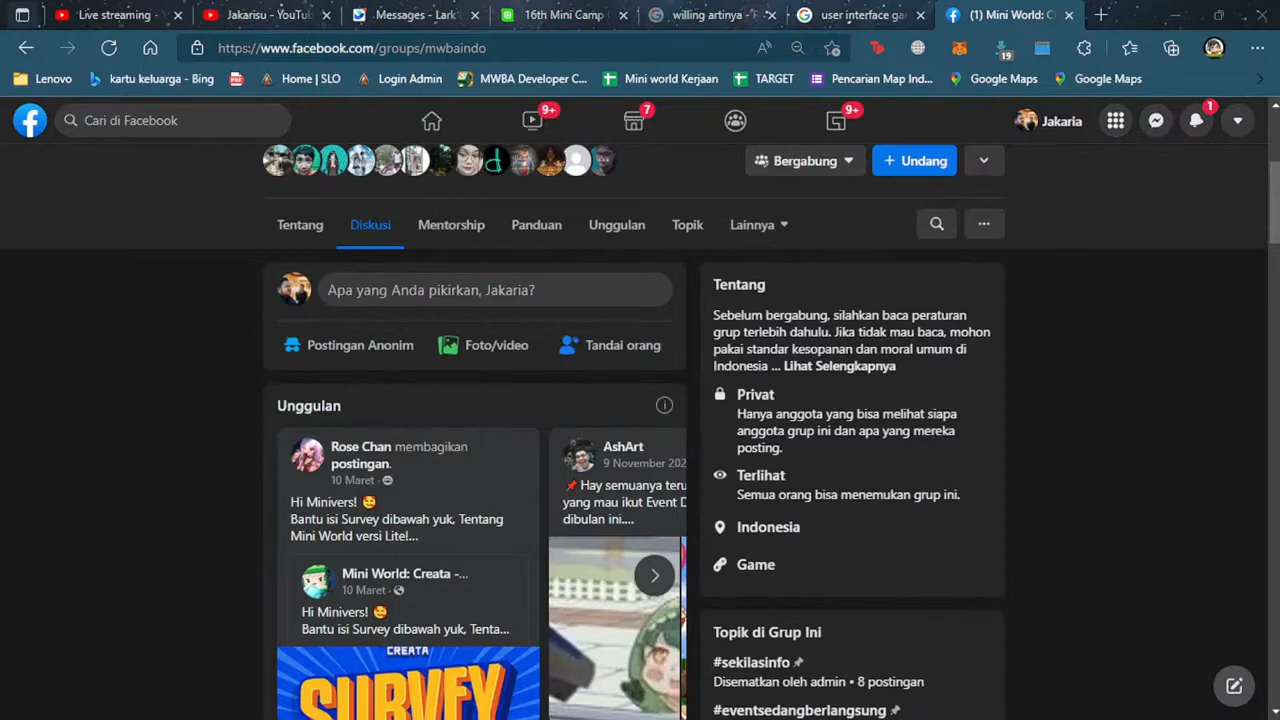 Live streaming -
Jakarisu - YouTube
Messages - Lark
16th Mini Camp
willing artinya - P
user interface ga
(1) Mini World: C
https://www.facebook.com/groups/mwbaindo
19
Lenovo
kartu keluarga - Bing
Home | SLO
Login Admin
MWBA Developer C...
Mini world Kerjaan
TARGET
Pencarian Map Ind...
Google Maps
Google Maps
Cari di Facebook
9+
7
9+
Jakaria
1
Bergabung
+ Undang
Tentang
Diskusi
Mentorship
Panduan
Unggulan
Topik
Lainnya
Apa yang Anda pikirkan, Jakaria?
Postingan Anonim
Foto/video
Tandai orang
Unggulan
Rose Chan membagikan
postingan.
10 Maret
Hi Minivers! 🥰
Bantu isi Survey dibawah yuk, Tentang
Mini World versi Lite!...
Mini World: Creata -...
10 Maret
Hi Minivers! 🥰
Bantu isi Survey dibawah yuk, Tenta...
CREATA
SURVEY
AshArt
9 November 202
📌 Hay semuanya teru
yang mau ikut Event D
dibulan ini....
Tentang
Sebelum bergabung, silahkan baca peraturan
grup terlebih dahulu. Jika tidak mau baca, mohon
pakai standar kesopanan dan moral umum di
Indonesia ... Lihat Selengkapnya
Privat
Hanya anggota yang bisa melihat siapa
anggota grup ini dan apa yang mereka
posting.
Terlihat
Semua orang bisa menemukan grup ini.
Indonesia
Game
Topik di Grup Ini
#sekilasinfo
Disematkan oleh admin • 8 postingan
#eventsedangberlangsung